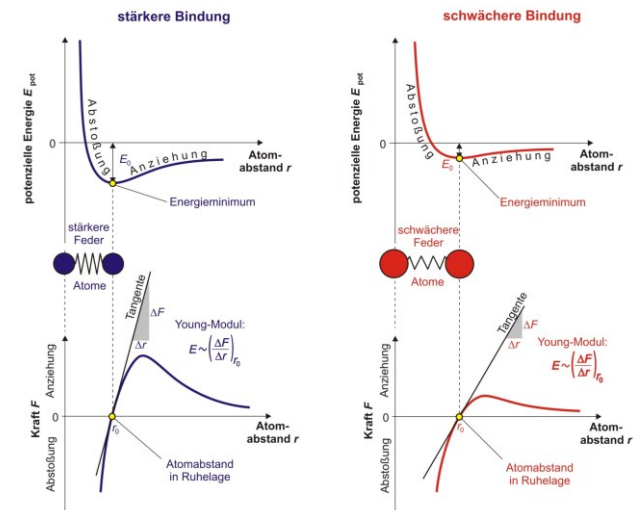 stärkere Bindung
potenzielle Energie E pot
0
Abstoßung
E₀
Anziehung
Atom-
abstand r
Energieminimum
stärkere
Feder
Atome
Tangente
ΔF
Δr
Young-Modul:
E~(ΔF/Δr)r₀
Kraft F
Anziehung
Abstoßung
0
r₀
Atom-
abstand r
Atomabstand
in Ruhelage
schwächere Bindung
potenzielle Energie E pot
0
Abstoßung
E₀
Anziehung
Atom-
abstand r
Energieminimum
schwächere
Feder
Atome
Tangente
ΔF
Δr
Young-Modul:
E~(ΔF/Δr)r₀
Kraft F
Anziehung
Abstoßung
0
r₀
Atom-
abstand r
Atomabstand
in Ruhelage